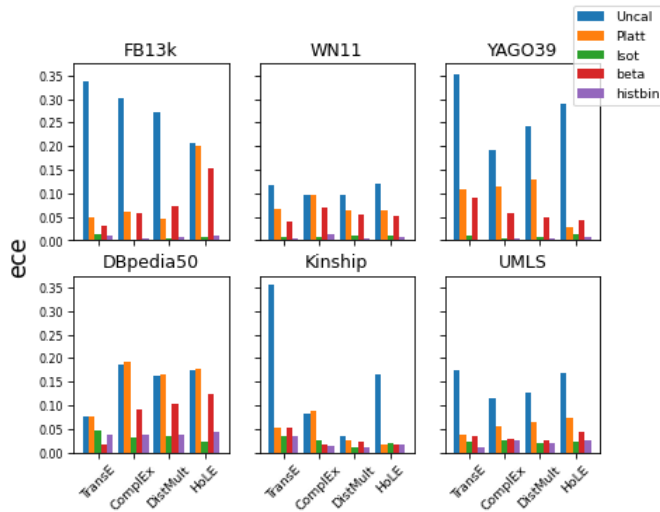 Uncal
Platt
Isot
beta
histbin
FB13k
WN11
YAGO39
0.35
0.30
0.25
0.20
0.15
0.10
0.05
0.00
ece
DBpedia50
Kinship
UMLS
0.35
0.30
0.25
0.20
0.15
0.10
0.05
0.00
TransE
ComplEx
DistMult
HoLE
TransE
ComplEx
DistMult
HoLE
TransE
ComplEx
DistMult
HoLE